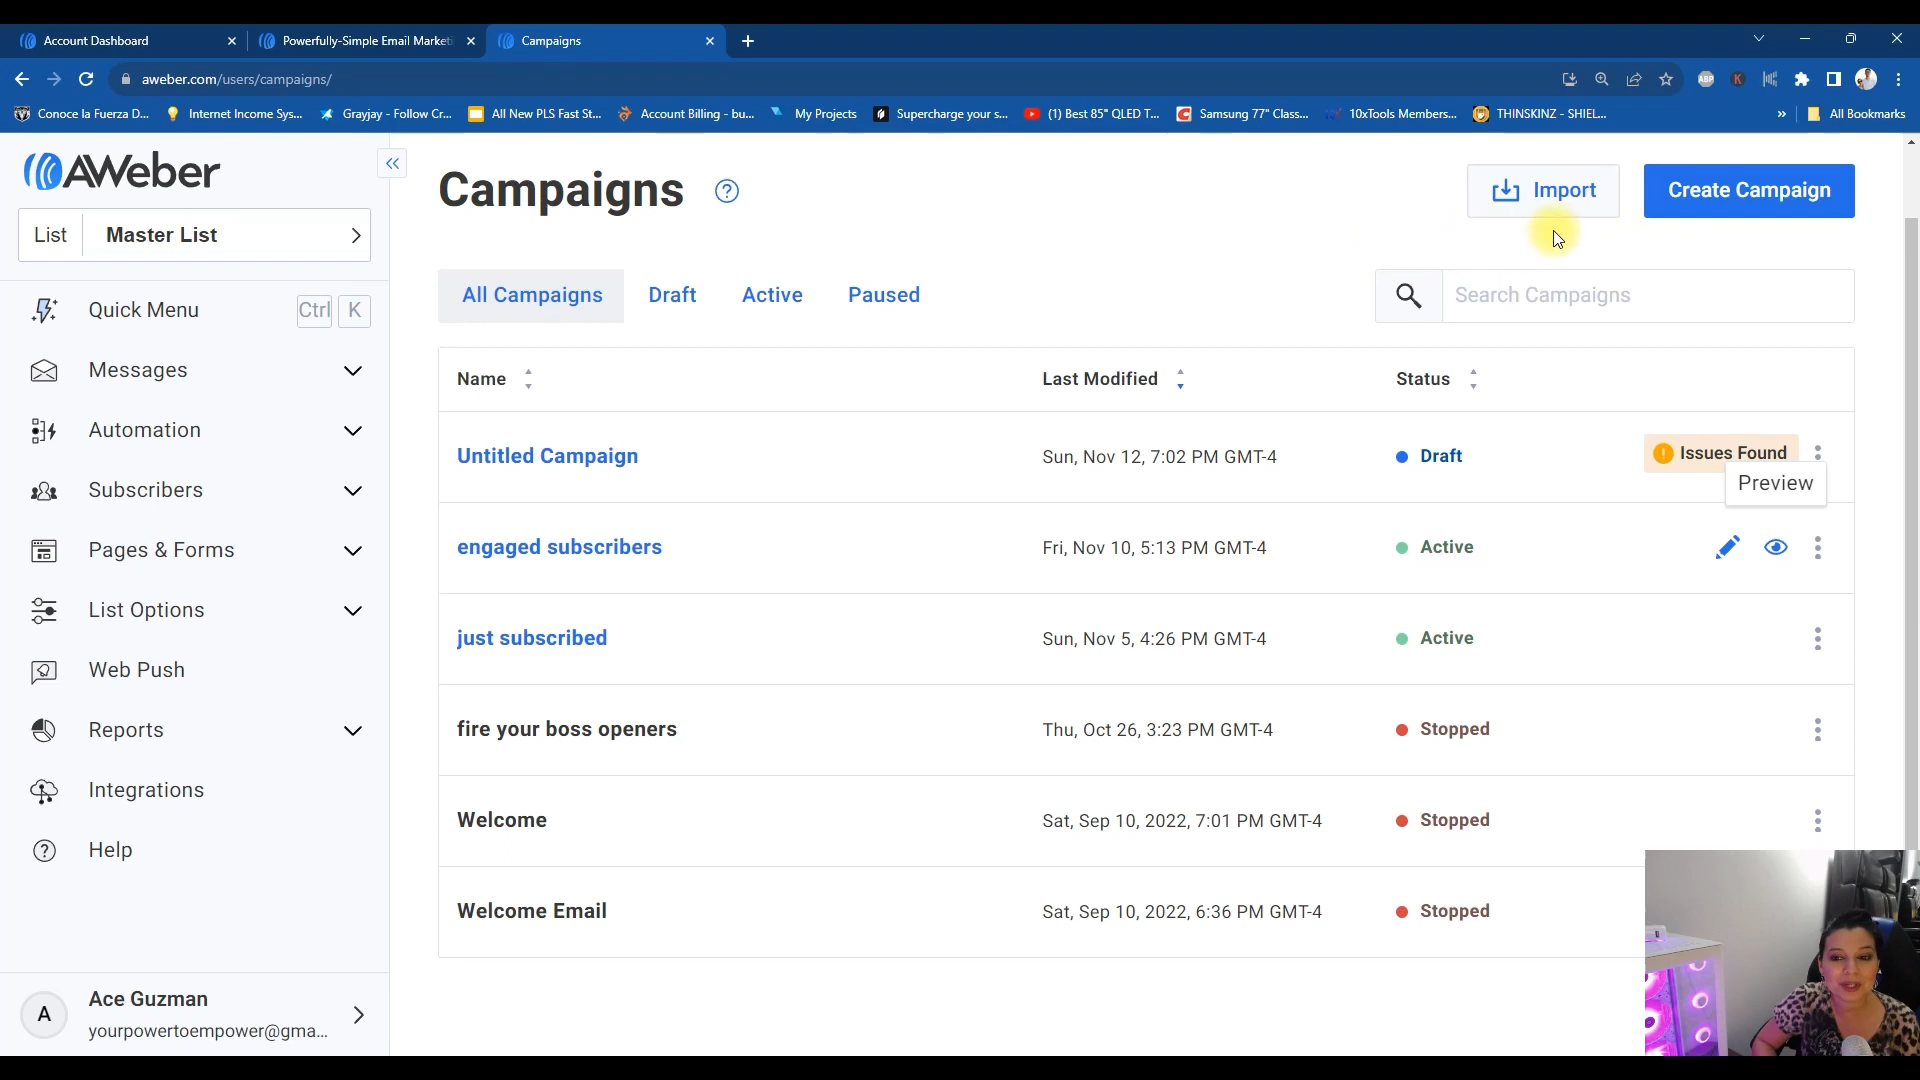 Account Dashboard
Powerfully-Simple Email Marketi
Campaigns
aweber.com/users/campaigns/
Conoce la Fuerza D...
Internet Income Sys...
Grayjay - Follow Cr...
All New PLS Fast St...
Account Billing - bu...
My Projects
Supercharge your s...
(1) Best 85" QLED T...
Samsung 77" Class...
10xTools Members...
THINSKINZ - SHIEL...
»
All Bookmarks
ABP
K
AWeber
List
Master List
Quick Menu
Ctrl
K
Messages
Automation
Subscribers
Pages & Forms
List Options
Web Push
Reports
Integrations
Help
A
Ace Guzman
yourpowertoempower@gma...
Campaigns
Import
Create Campaign
All Campaigns
Draft
Active
Paused
Search Campaigns
Name
Last Modified
Status
Untitled Campaign
Sun, Nov 12, 7:02 PM GMT-4
Draft
Issues Found
Preview
engaged subscribers
Fri, Nov 10, 5:13 PM GMT-4
Active
just subscribed
Sun, Nov 5, 4:26 PM GMT-4
Active
fire your boss openers
Thu, Oct 26, 3:23 PM GMT-4
Stopped
Welcome
Sat, Sep 10, 2022, 7:01 PM GMT-4
Stopped
Welcome Email
Sat, Sep 10, 2022, 6:36 PM GMT-4
Stopped